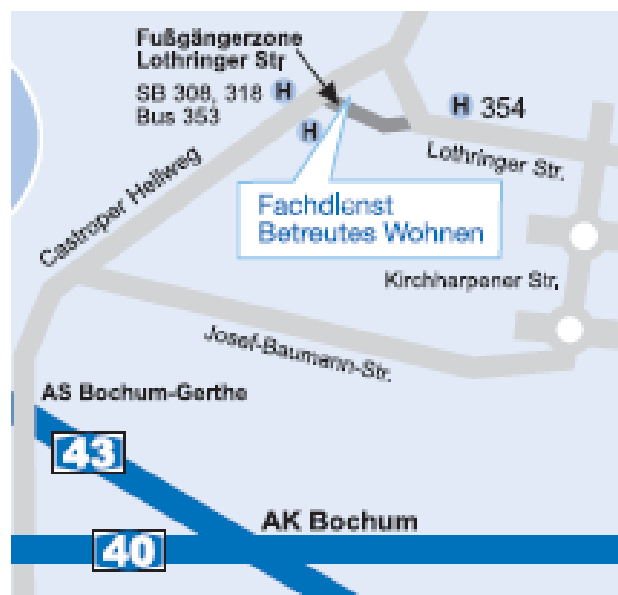 Fußgängerzone
Lothringer Str
SB 308, 318 H
Bus 353
H
H 354
Lothringer Str.
Castroper Hellweg
Fachdienst
Betreutes Wohnen
Kirchharpener Str.
Josef-Baumann-Str.
AS Bochum-Gerthe
43
AK Bochum
40